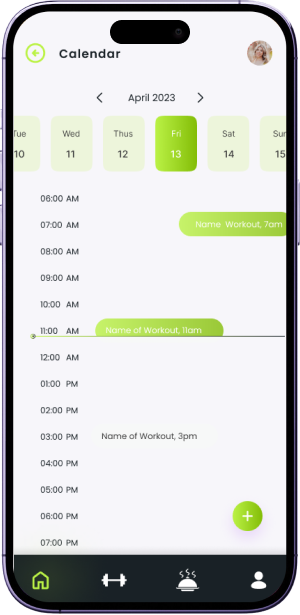 Calendar
April 2023
Tue Wed Thus Fri Sat Sun
10 11 12 13 14 15
06:00 AM
07:00 AM Name Workout, 7am
08:00 AM
09:00 AM
10:00 AM
11:00 AM Name of Workout, 11am
12:00 AM
01:00 PM
02:00 PM
03:00 PM Name of Workout, 3pm
04:00 PM
05:00 PM
06:00 PM
07:00 PM